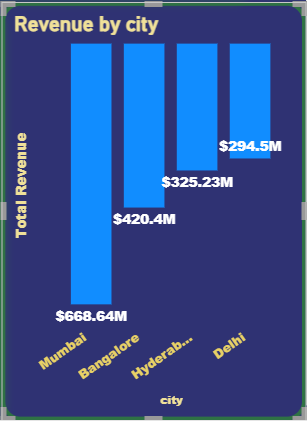 Revenue by city
Total Revenue
$668.64M
$420.4M
$325.23M
$294.5M
Mumbai
Bangalore
Hyderab...
Delhi
city